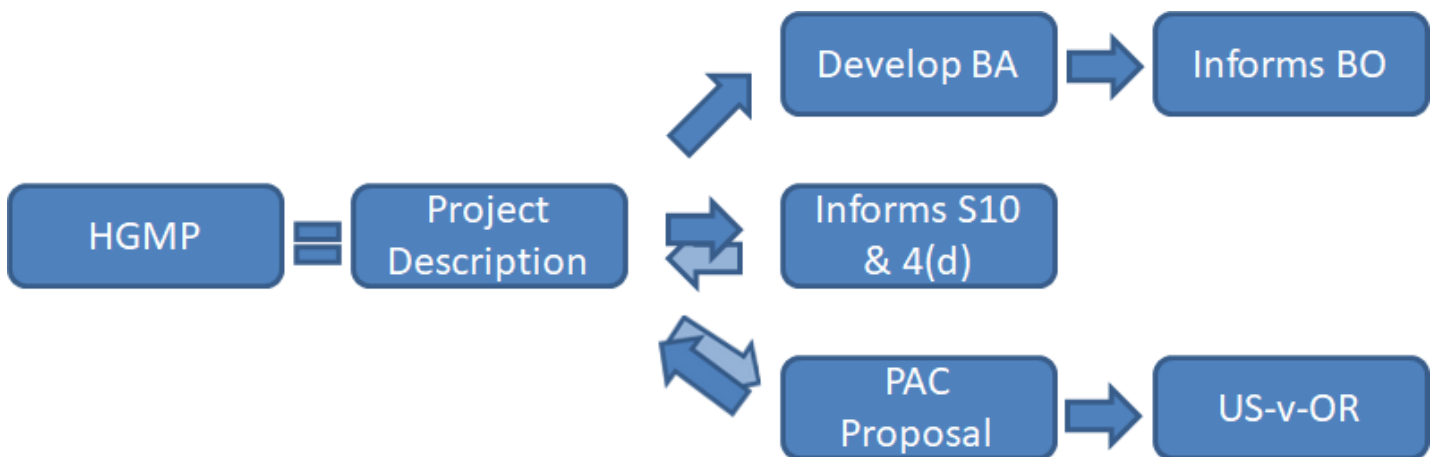 Develop BA
Informs BO
HGMP
Project
Description
Informs S10
& 4(d)
PAC
Proposal
US-v-OR